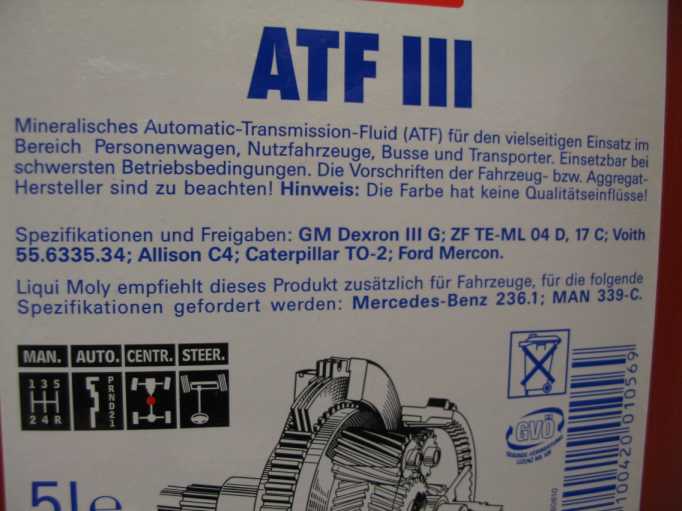 ATF III
Mineralisches Automatic-Transmission-Fluid (ATF) für den vielseitigen Einsatz im
Bereich Personenwagen, Nutzfahrzeuge, Busse und Transporter. Einsetzbar bei
schwersten Betriebsbedingungen. Die Vorschriften der Fahrzeug- bzw. Aggregat-
Hersteller sind zu beachten! Hinweis: Die Farbe hat keine Qualitätseinflüsse!
Spezifikationen und Freigaben: GM Dexron III G; ZF TE-ML 04 D, 17 C; Voith
55.6335.34; Allison C4; Caterpillar TO-2; Ford Mercon.
Liqui Moly empfiehlt dieses Produkt zusätzlich für Fahrzeuge, für die folgende
Spezifikationen gefordert werden: Mercedes-Benz 236.1; MAN 339-C.
MAN. AUTO. CENTR. STEER.
1 3 5
2 4 R
P R N D 2 1
GVÖ
100420 010569
5l e